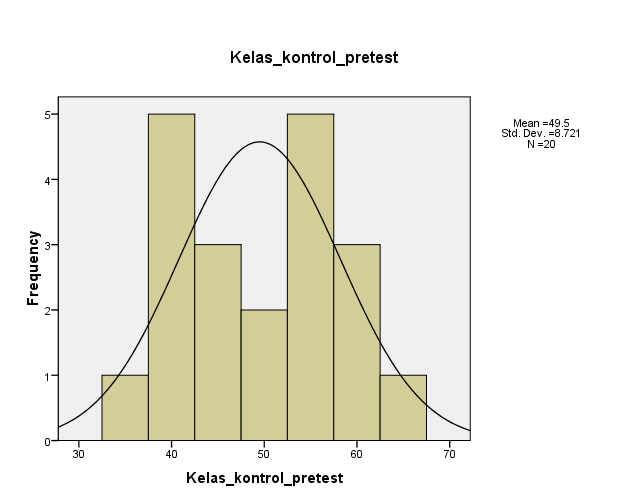 Kelas_kontrol_pretest
Mean =49.5
Std. Dev. =8.721
N =20
5
4
3
2
1
0
Frequency
30 40 50 60 70
Kelas_kontrol_pretest